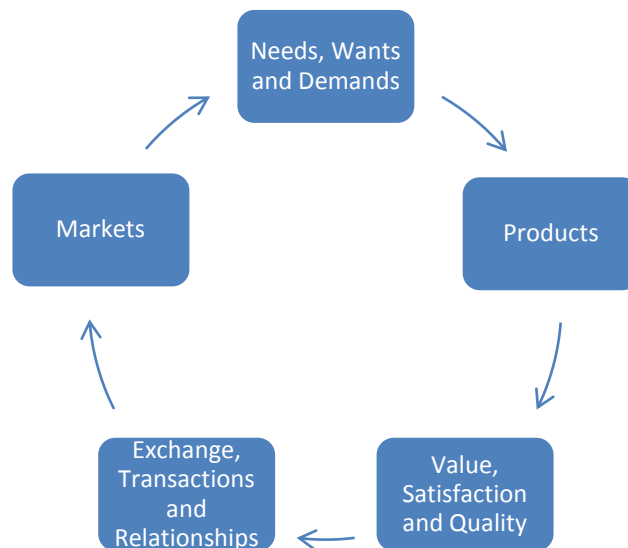 Needs, Wants
and Demands
Products
Value,
Satisfaction
and Quality
Exchange,
Transactions
and
Relationships
Markets